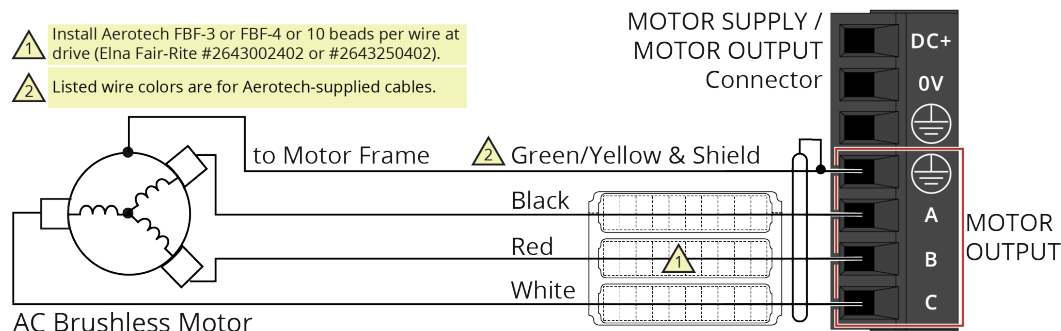 1 Install Aerotech FBF-3 or FBF-4 or 10 beads per wire at
drive (Elna Fair-Rite #2643002402 or #2643250402).
2 Listed wire colors are for Aerotech-supplied cables.
MOTOR SUPPLY /
MOTOR OUTPUT
Connector
DC+
0V
to Motor Frame
2 Green/Yellow & Shield
Black
A
Red
B
1
White
C
MOTOR
OUTPUT
AC Brushless Motor